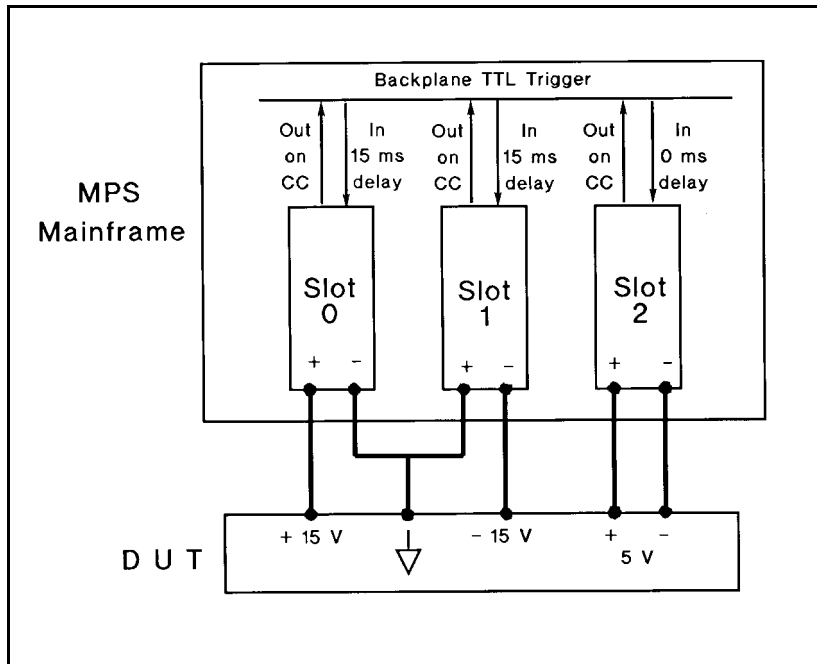 Backplane TTL Trigger
Out on CC
In 15 ms delay
Out on CC
In 15 ms delay
Out on CC
In 0 ms delay
MPS Mainframe
Slot 0
Slot 1
Slot 2
+ -
+ -
+ -
+ 15 V
- 15 V
+ -
5 V
D U T